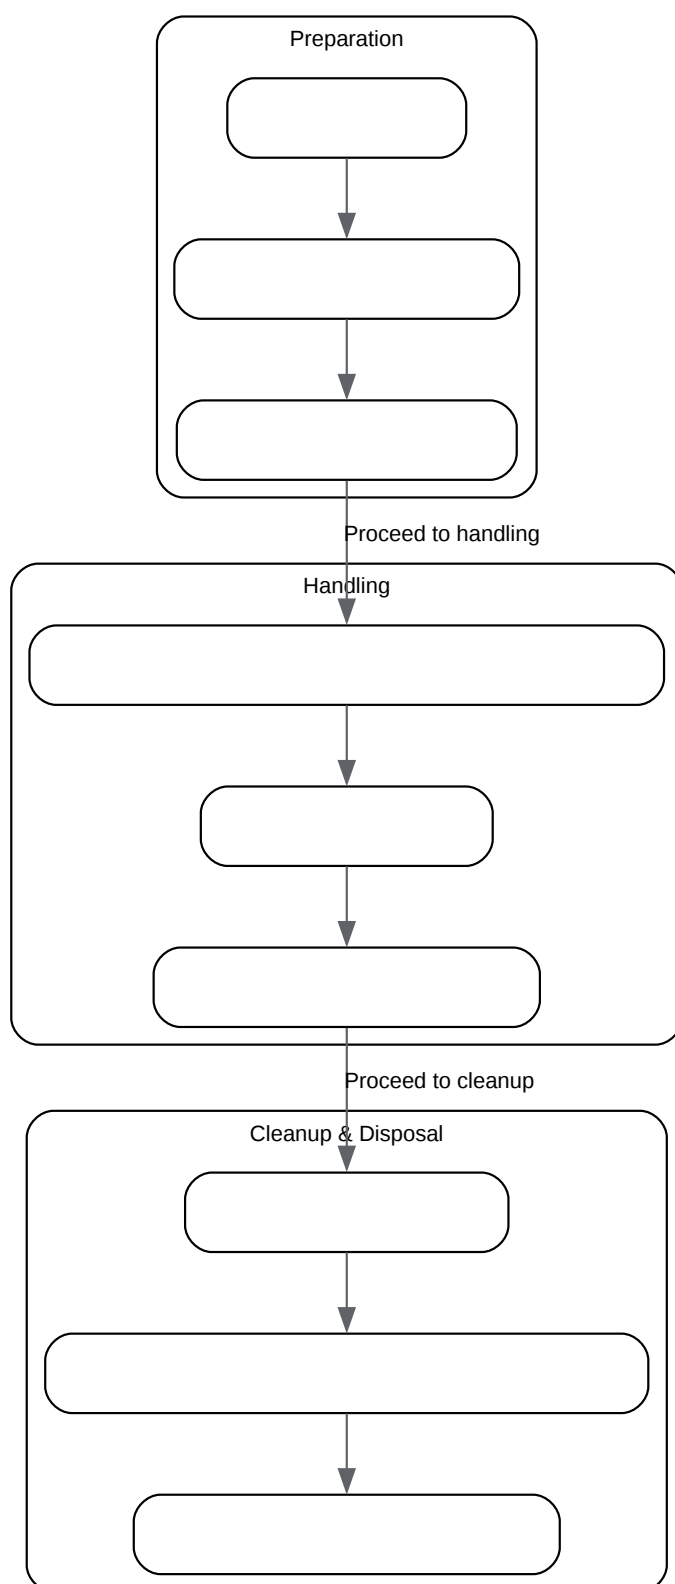 Preparation
Proceed to handling
Handling
Proceed to cleanup
Cleanup & Disposal